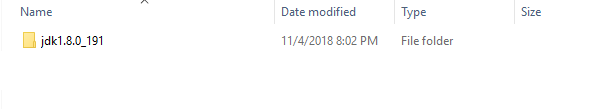 Name Date modified Type Size
jdk1.8.0_191 11/4/2018 8:02 PM File folder